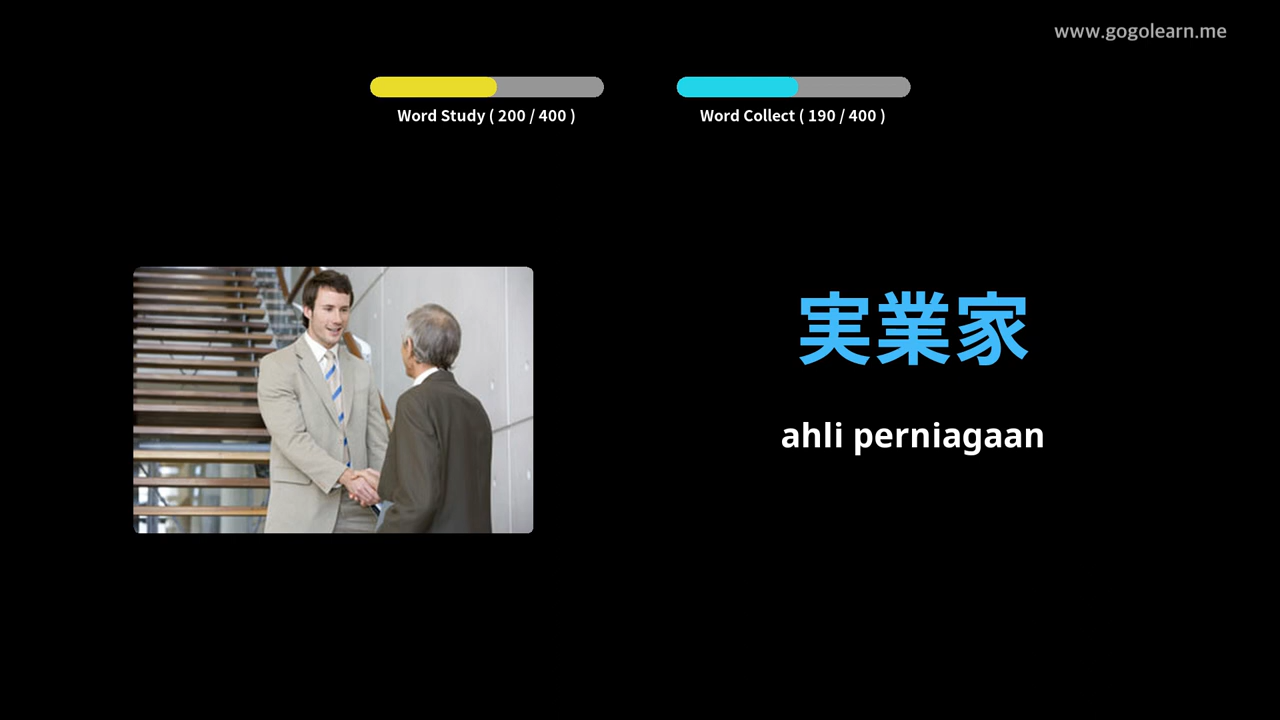 www.gogolearn.me
Word Study ( 200 / 400 )
Word Collect ( 190 / 400 )
実業家
ahli perniagaan